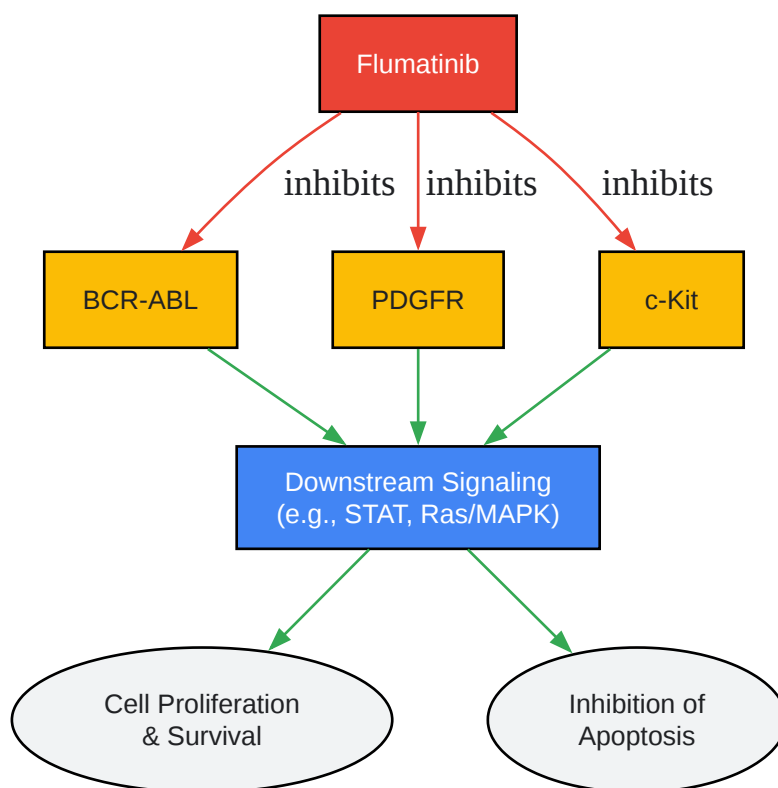 Flumatinib
inhibits inhibits inhibits
BCR-ABL PDGFR c-Kit
Downstream Signaling
(e.g., STAT, Ras/MAPK)
Cell Proliferation
& Survival
Inhibition of
Apoptosis